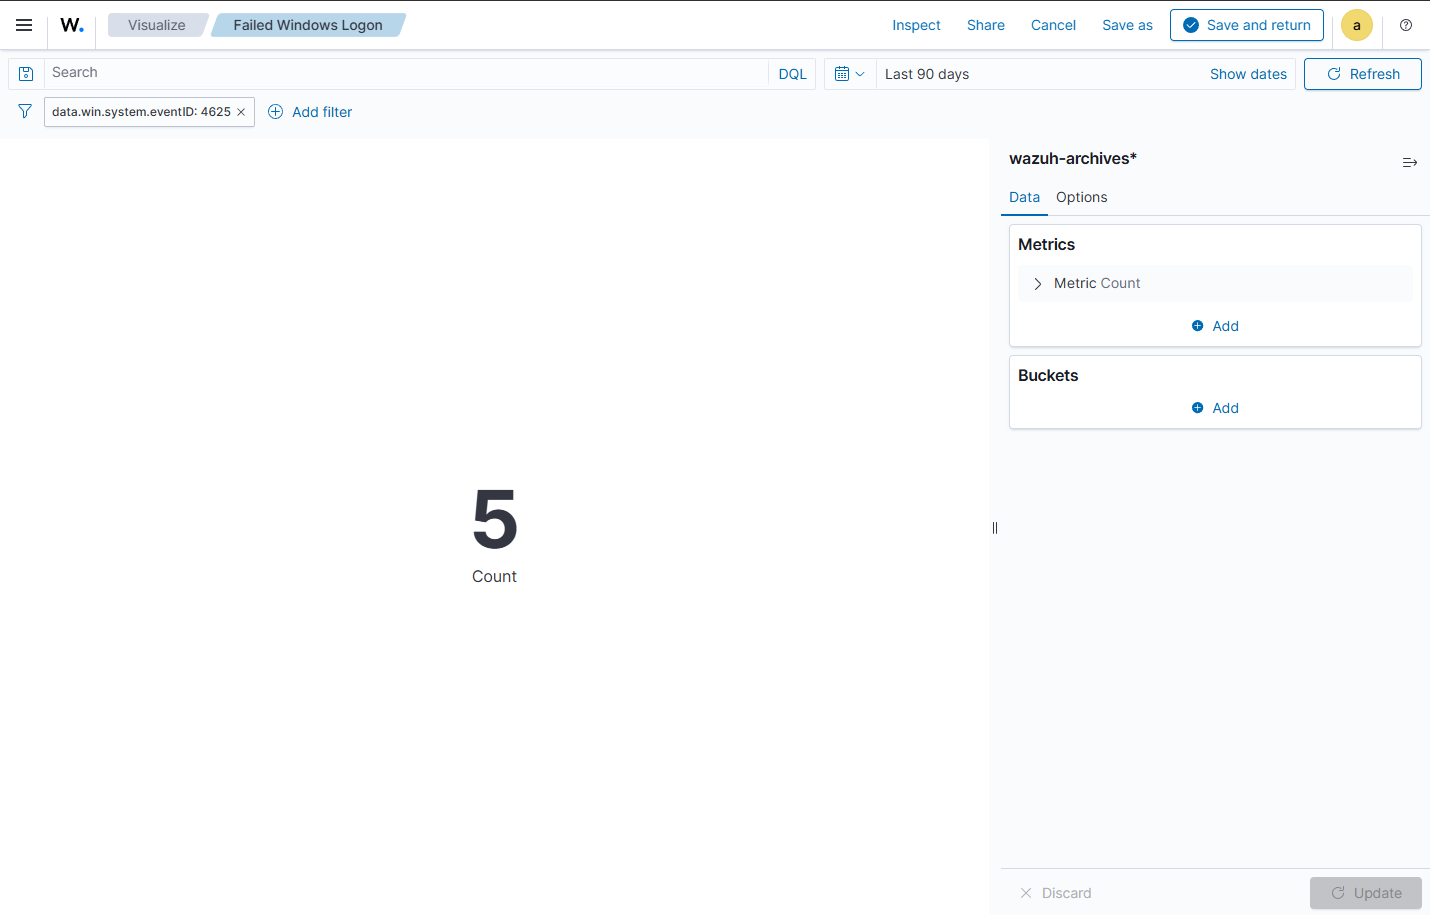 W. Visualize Failed Windows Logon Inspect Share Cancel Save as Save and return a
Search DQL Last 90 days Show dates Refresh
data.win.system.eventID: 4625 Add filter
wazuh-archives*
Data Options
Metrics
Metric Count
Add
Buckets
Add
5
Count
Discard Update